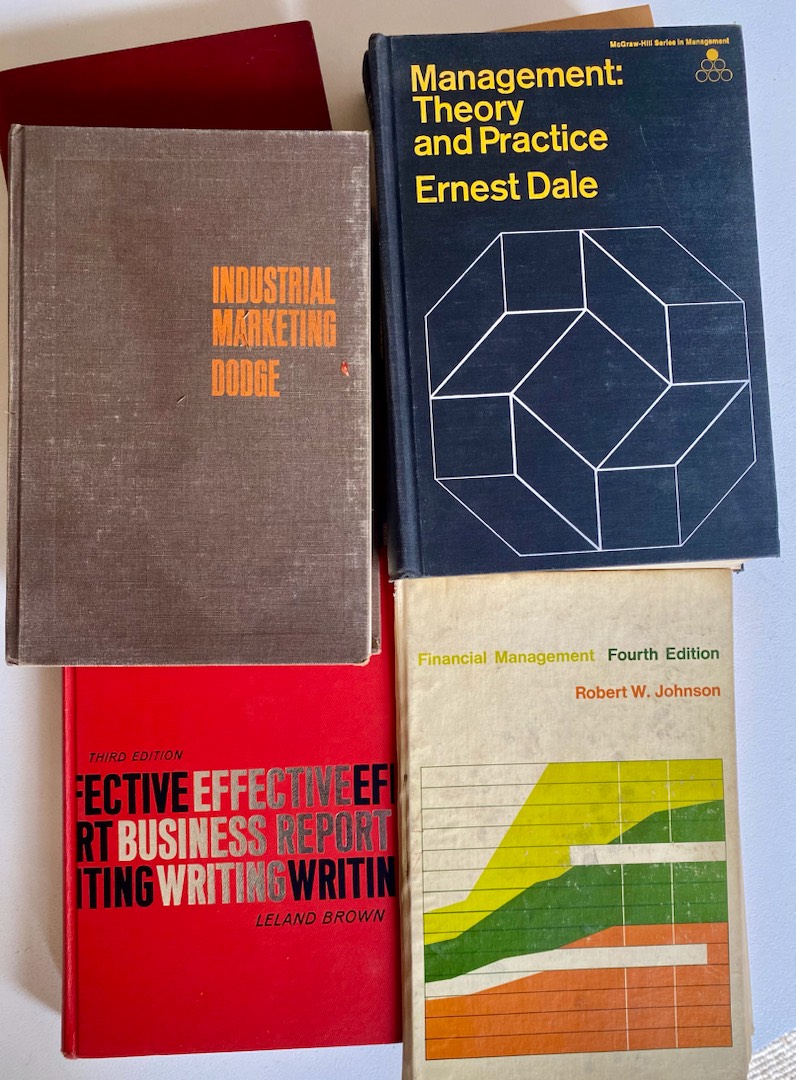 INDUSTRIAL
MARKETING
DODGE
McGraw-Hill Series in Management
Management:
Theory
and Practice
Ernest Dale
THIRD EDITION
FECTIVE EFFECTIVE EFF
RT BUSINESS REPORT
ITING WRITING WRITIN
LELAND BROWN
Financial Management Fourth Edition
Robert W. Johnson